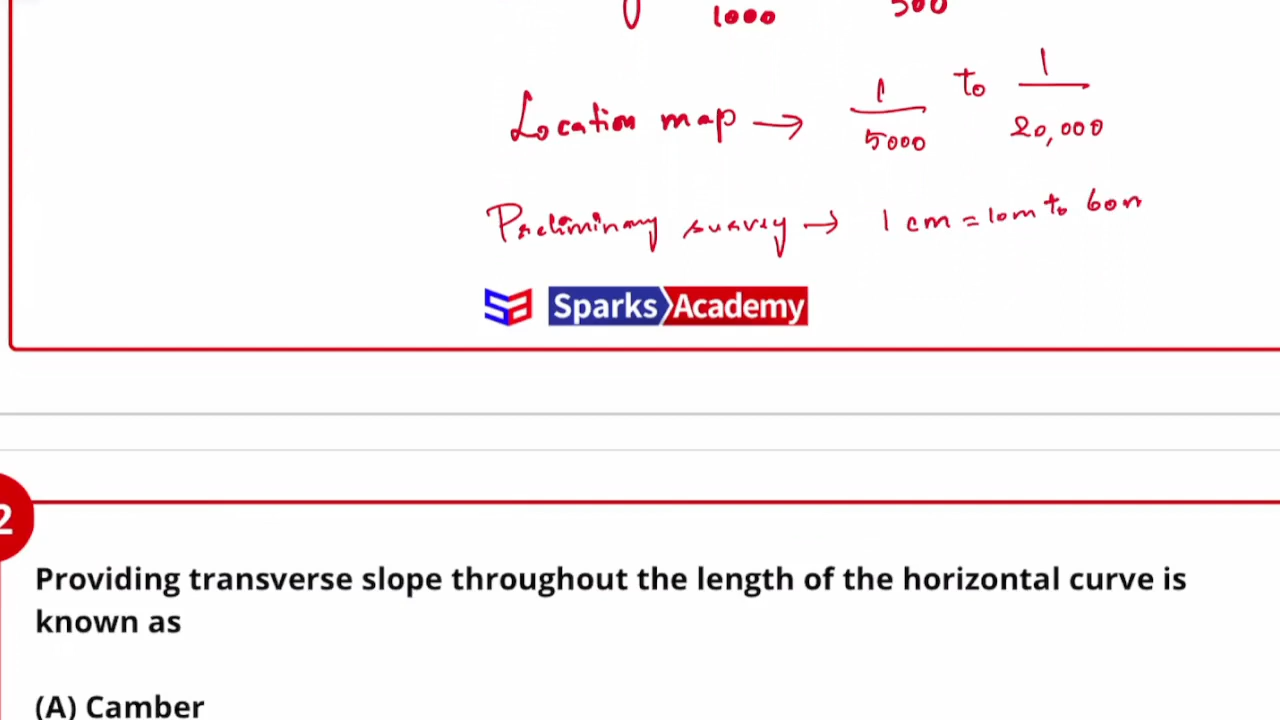 1000 500
Location map → 1/5000 to 1/20,000
Preliminary survey → 1 cm = 10m to 60m
Sparks Academy
2
Providing transverse slope throughout the length of the horizontal curve is
known as
(A) Camber